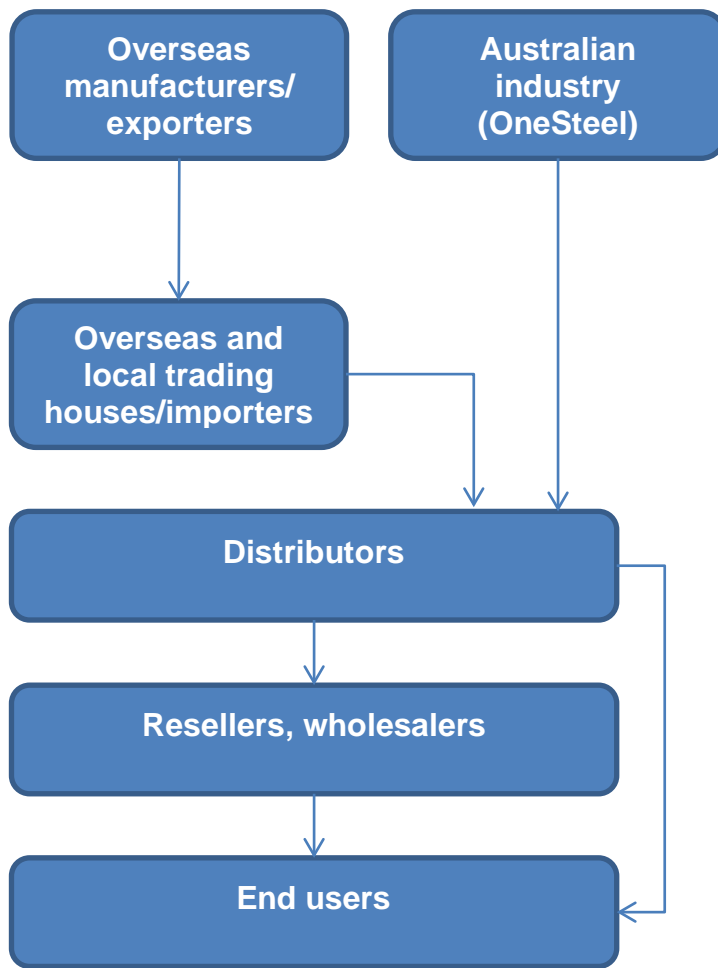 Overseas
manufacturers/
exporters
Australian
industry
(OneSteel)
Overseas and
local trading
houses/importers
Distributors
Resellers, wholesalers
End users